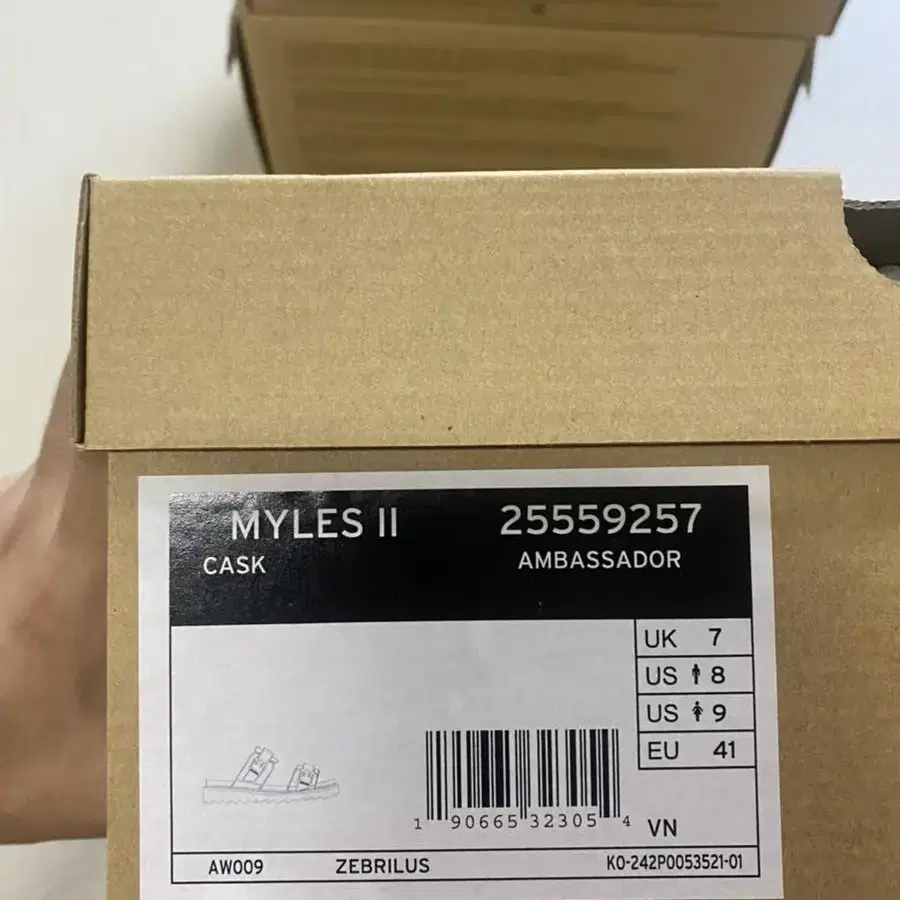 MYLES II 25559257
CASK AMBASSADOR
UK 7
US 8
US 9
EU 41
1 90665 32305 4
VN
AW009 ZEBRILUS KO-242P0053521-01